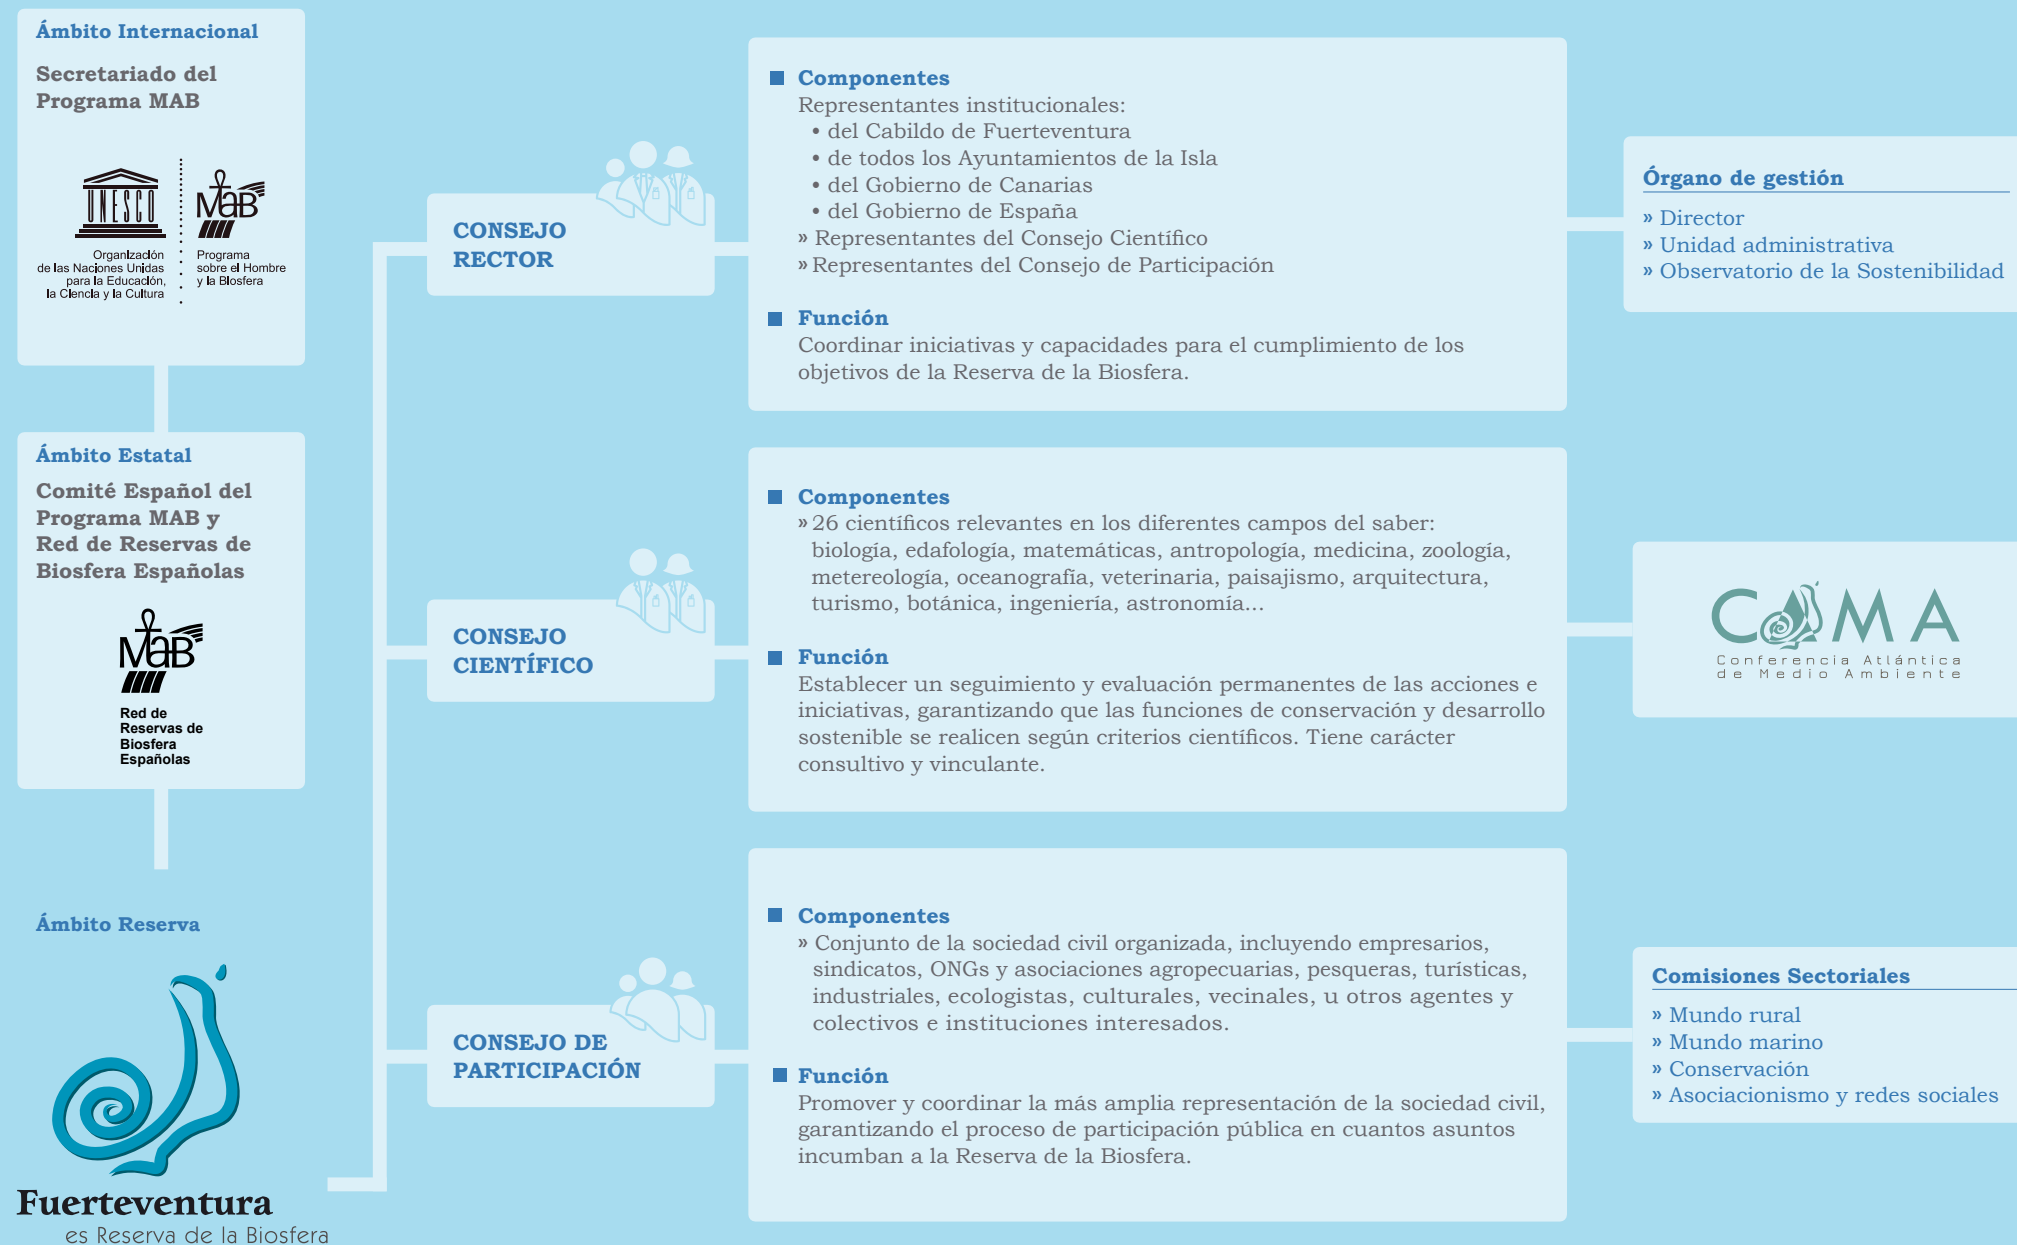 Ámbito Internacional
Secretariado del
Programa MAB
UNESCO
MaB
Organización
de las Naciones Unidas
para la Educación,
la Ciencia y la Cultura
Programa
sobre el Hombre
y la Biosfera
Ámbito Estatal
Comité Español del
Programa MAB y
Red de Reservas de
Biosfera Españolas
MaB
Red de
Reservas de
Biosfera
Españolas
Ámbito Reserva
Fuerteventura
es Reserva de la Biosfera
CONSEJO
RECTOR
Componentes
Representantes institucionales:
• del Cabildo de Fuerteventura
• de todos los Ayuntamientos de la Isla
• del Gobierno de Canarias
• del Gobierno de España
» Representantes del Consejo Científico
» Representantes del Consejo de Participación
Función
Coordinar iniciativas y capacidades para el cumplimiento de los
objetivos de la Reserva de la Biosfera.
Órgano de gestión
» Director
» Unidad administrativa
» Observatorio de la Sostenibilidad
CONSEJO
CIENTÍFICO
Componentes
» 26 científicos relevantes en los diferentes campos del saber:
biología, edafología, matemáticas, antropología, medicina, zoología,
metereología, oceanografía, veterinaria, paisajismo, arquitectura,
turismo, botánica, ingeniería, astronomía...
Función
Establecer un seguimiento y evaluación permanentes de las acciones e
iniciativas, garantizando que las funciones de conservación y desarrollo
sostenible se realicen según criterios científicos. Tiene carácter
consultivo y vinculante.
CAMA
Conferencia Atlántica
de Medio Ambiente
CONSEJO DE
PARTICIPACIÓN
Componentes
» Conjunto de la sociedad civil organizada, incluyendo empresarios,
sindicatos, ONGs y asociaciones agropecuarias, pesqueras, turísticas,
industriales, ecologistas, culturales, vecinales, u otros agentes y
colectivos e instituciones interesados.
Función
Promover y coordinar la más amplia representación de la sociedad civil,
garantizando el proceso de participación pública en cuantos asuntos
incumban a la Reserva de la Biosfera.
Comisiones Sectoriales
» Mundo rural
» Mundo marino
» Conservación
» Asociacionismo y redes sociales